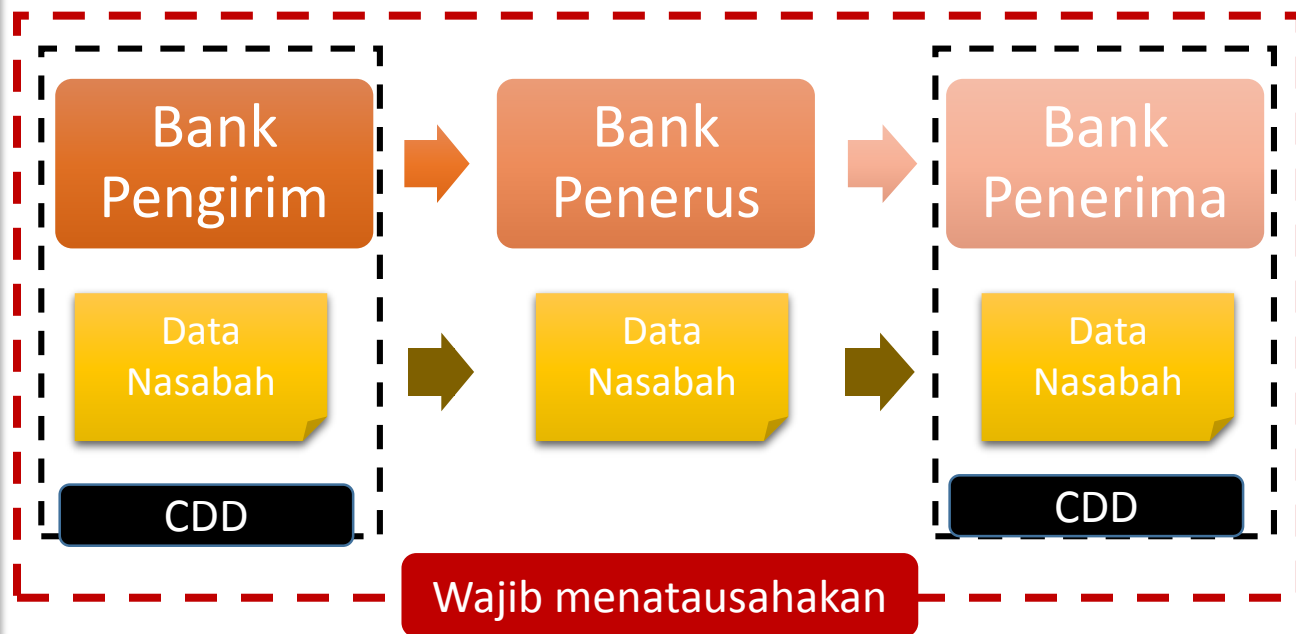 Bank
Pengirim
Bank
Penerus
Bank
Penerima
Data
Nasabah
Data
Nasabah
Data
Nasabah
CDD
CDD
Wajib menatausahakan